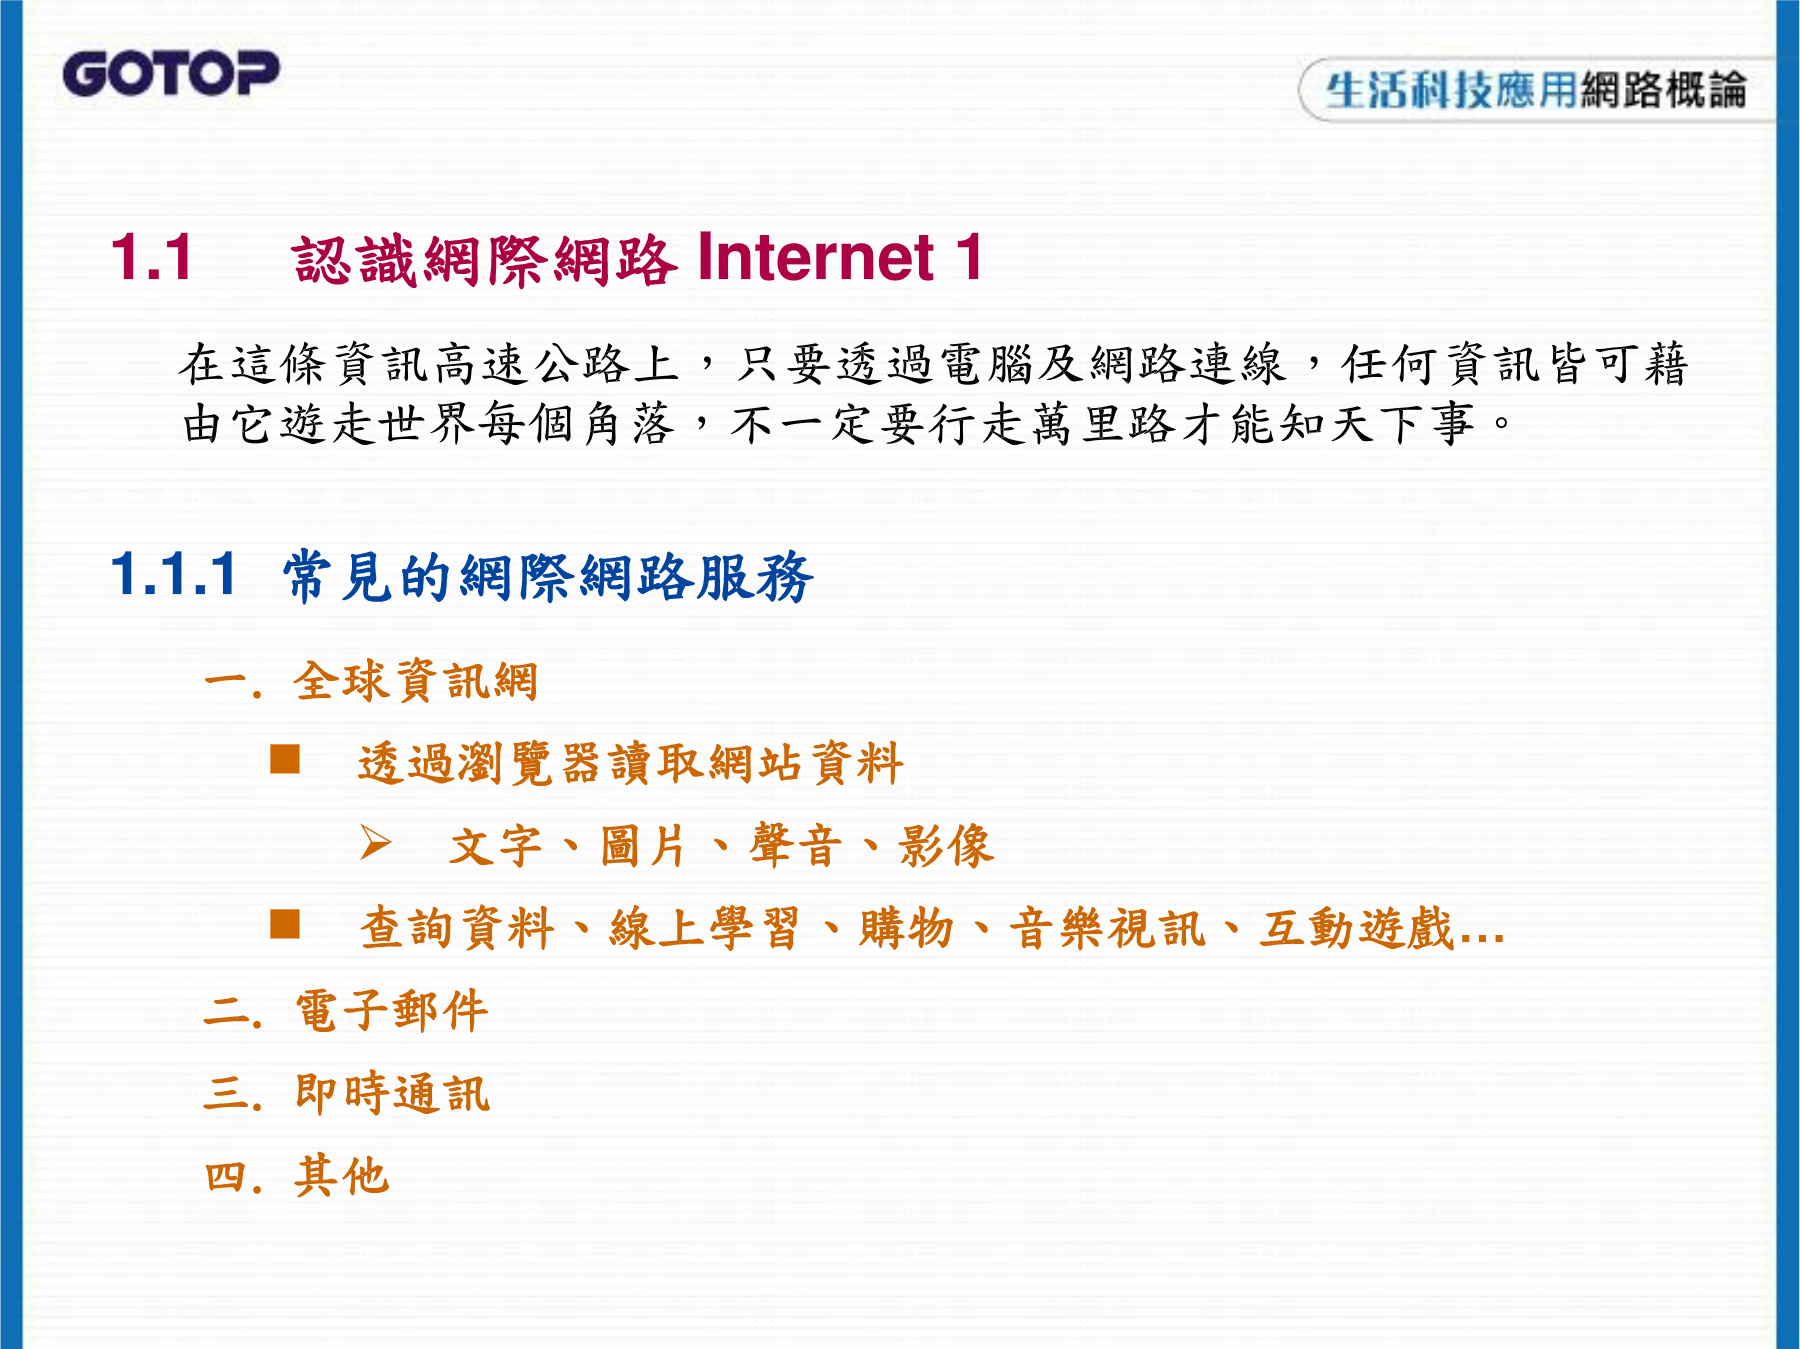 GOTOP
生活科技應用網路概論
1.1 認識網際網路 Internet 1
在這條資訊高速公路上，只要透過電腦及網路連線，任何資訊皆可藉
由它遊走世界每個角落，不一定要行走萬里路才能知天下事。
1.1.1 常見的網際網路服務
一. 全球資訊網
■ 透過瀏覽器讀取網站資料
➢ 文字、圖片、聲音、影像
■ 查詢資料、線上學習、購物、音樂視訊、互動遊戲...
二. 電子郵件
三. 即時通訊
四. 其他